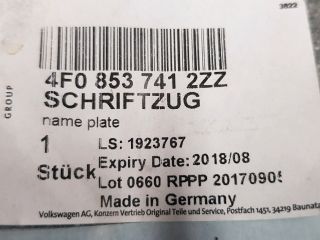 3822
GROUP
4F0 853 741 2ZZ
SCHRIFTZUG
name plate
1 LS: 1923767
Stück Expiry Date: 2018/08
Lot 0660 RPPP 20170905
Made in Germany
Volkswagen AG, Konzern Vertrieb Original Teile und Service, Postfach 1451, 34219 Baunata